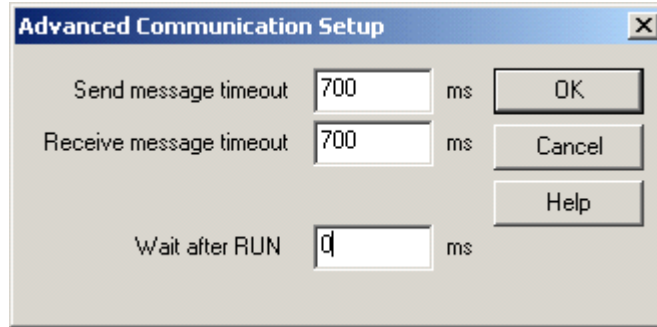 Advanced Communication Setup
Send message timeout 700 ms OK
Receive message timeout 700 ms Cancel
Help
Wait after RUN 0 ms